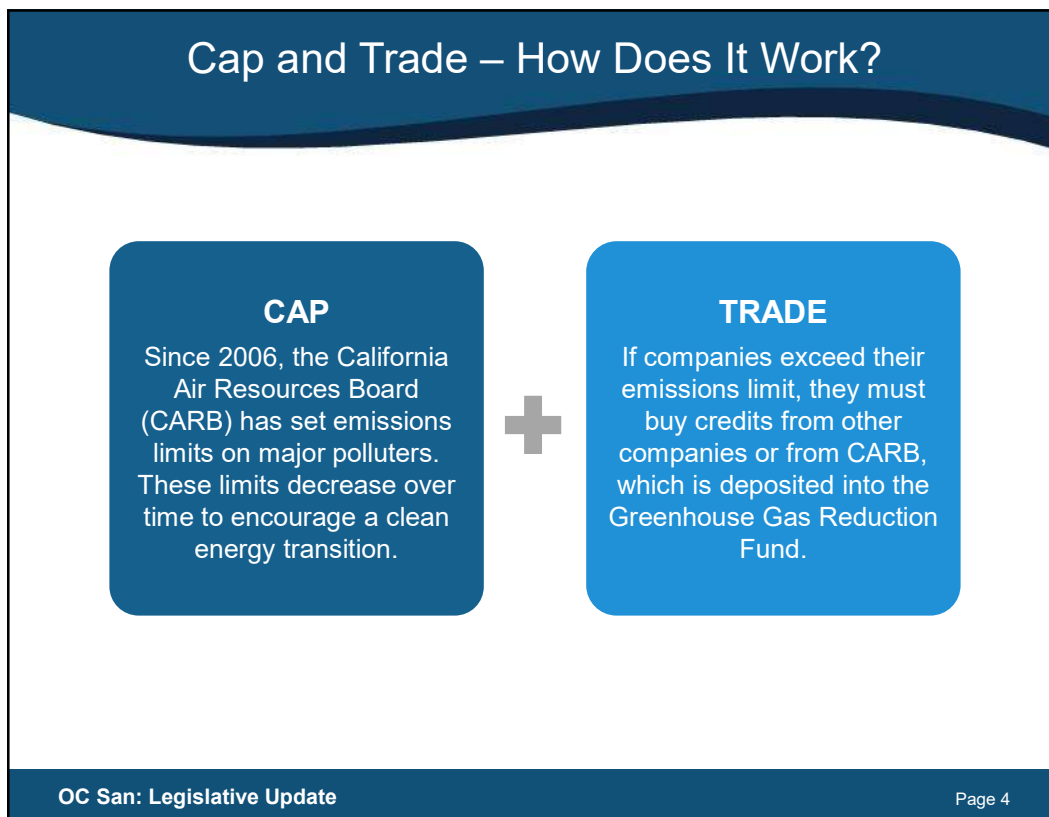 Cap and Trade – How Does It Work?
CAP
Since 2006, the California
Air Resources Board
(CARB) has set emissions
limits on major polluters.
These limits decrease over
time to encourage a clean
energy transition.
TRADE
If companies exceed their
emissions limit, they must
buy credits from other
companies or from CARB,
which is deposited into the
Greenhouse Gas Reduction
Fund.
OC San: Legislative Update
Page 4